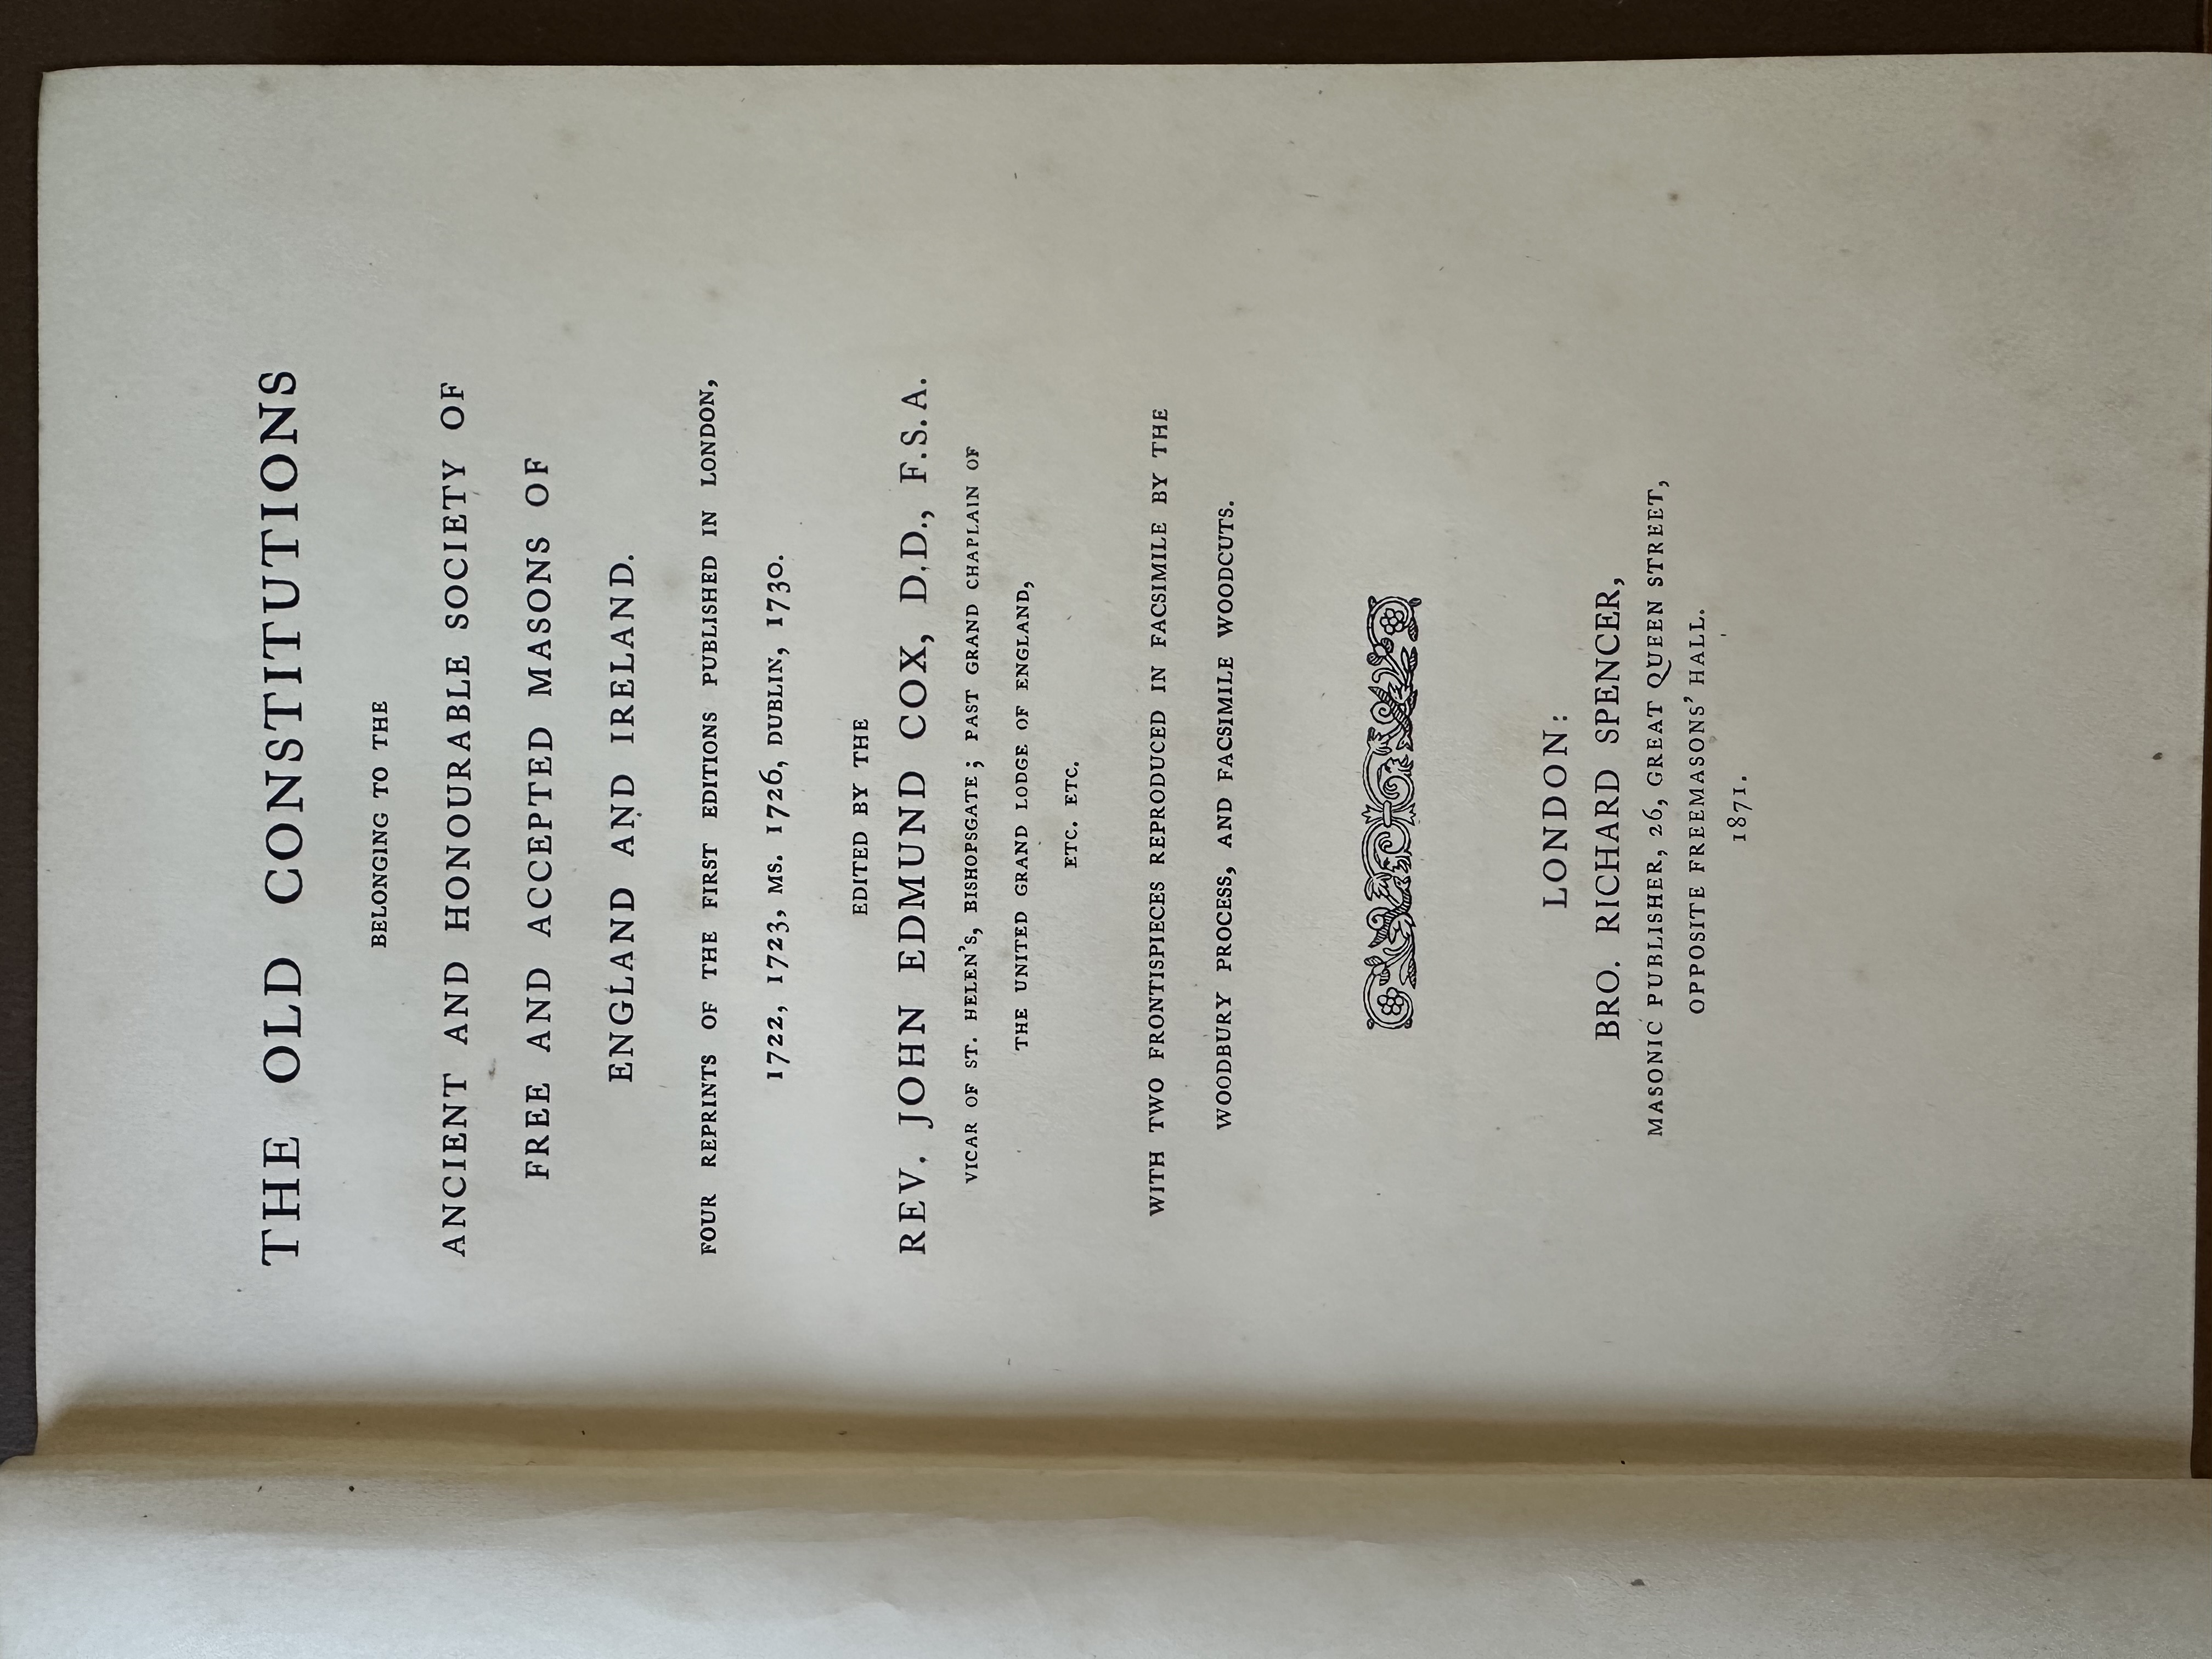 THE OLD CONSTITUTIONS
BELONGING TO THE
ANCIENT AND HONOURABLE SOCIETY OF
FREE AND ACCEPTED MASONS OF
ENGLAND AND IRELAND.
FOUR REPRINTS OF THE FIRST EDITIONS PUBLISHED IN LONDON,
1722, 1723, MS. 1726, DUBLIN, 1730.
EDITED BY THE
REV. JOHN EDMUND COX, D.D., F.S.A.
VICAR OF ST. HELEN'S, BISHOPSGATE; PAST GRAND CHAPLAIN OF
THE UNITED GRAND LODGE OF ENGLAND,
ETC. ETC.
WITH TWO FRONTISPIECES REPRODUCED IN FACSIMILE BY THE
WOODBURY PROCESS, AND FACSIMILE WOODCUTS.
LONDON:
BRO. RICHARD SPENCER,
MASONIC PUBLISHER, 26, GREAT QUEEN STREET,
OPPOSITE FREEMASONS' HALL.
1871.